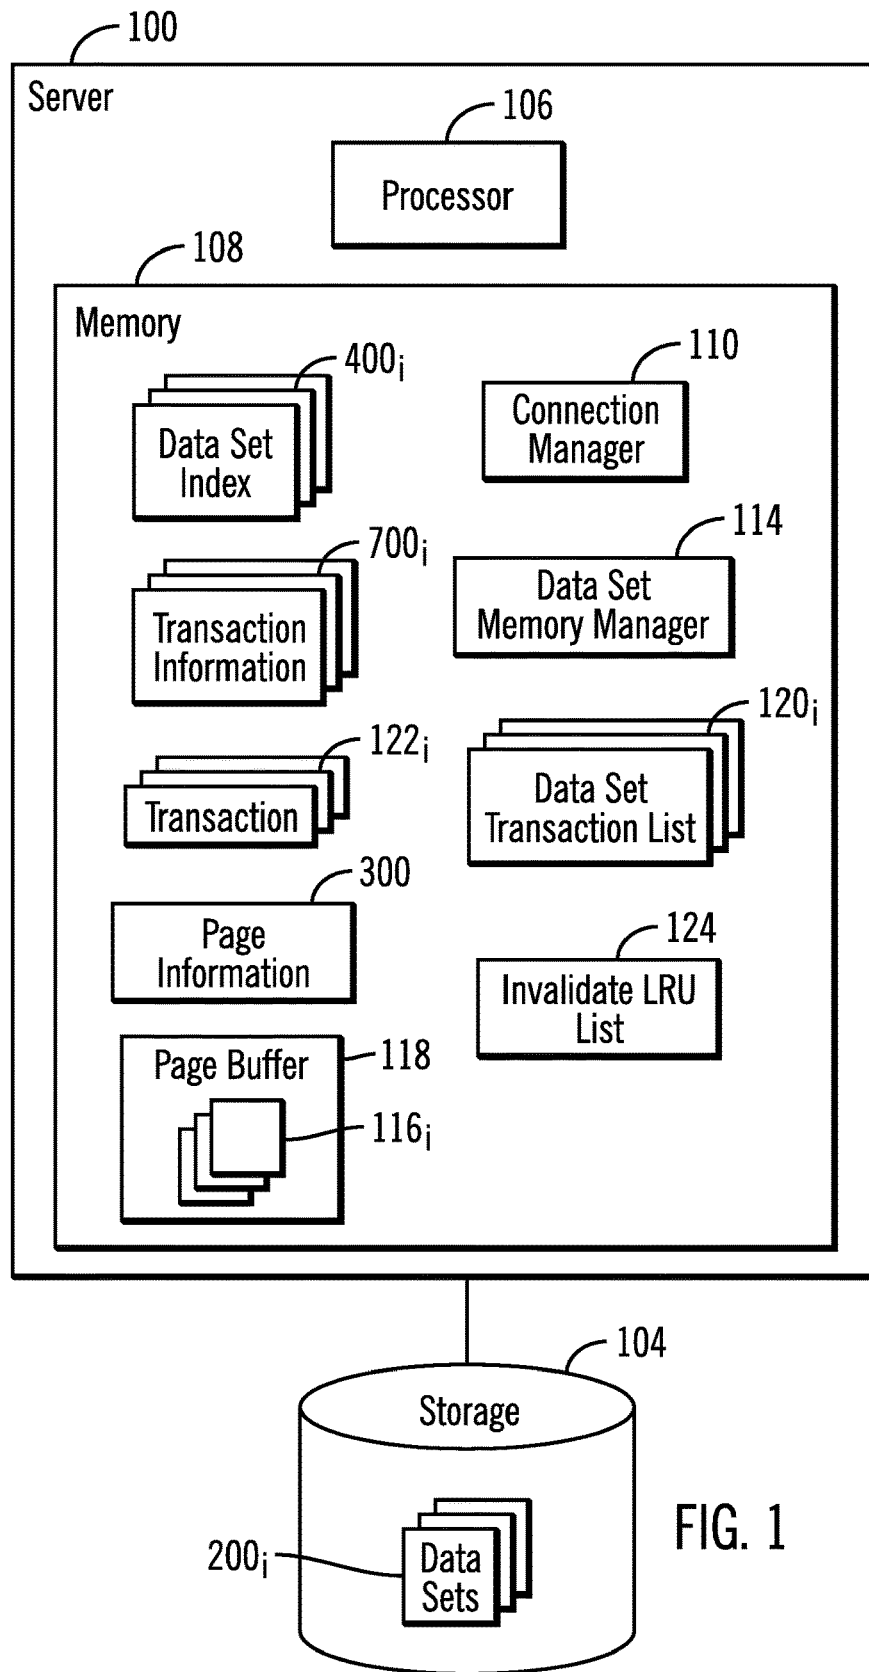 100
Server
106
Processor
108
Memory
400i
Data Set
Index
110
Connection
Manager
700i
Transaction
Information
114
Data Set
Memory Manager
122i
Transaction
120i
Data Set
Transaction List
300
Page
Information
124
Invalidate LRU
List
Page Buffer
118
116i
104
Storage
200i
Data
Sets
FIG. 1